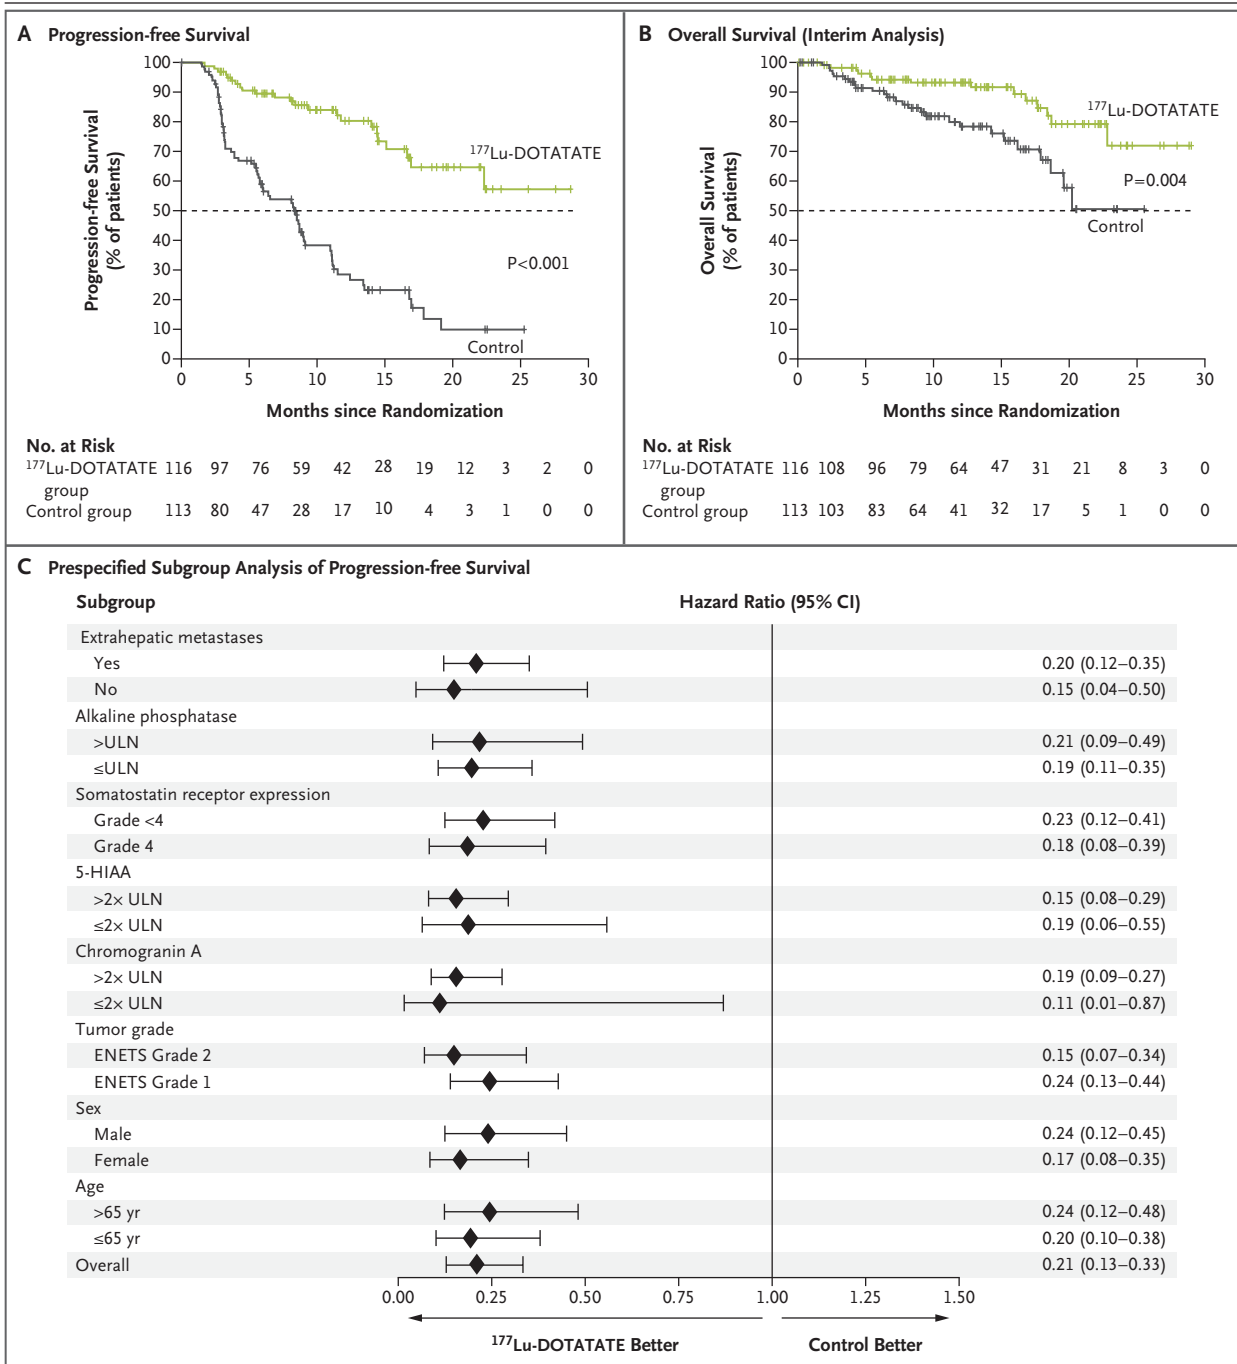 A Progression-free Survival
100
90
80
70
60
50
40
30
20
10
0
Progression-free Survival
(% of patients)
¹⁷⁷Lu-DOTATATE
P<0.001
Control
0 5 10 15 20 25 30
Months since Randomization
No. at Risk
¹⁷⁷Lu-DOTATATE 116 97 76 59 42 28 19 12 3 2 0
group
Control group 113 80 47 28 17 10 4 3 1 0 0
B Overall Survival (Interim Analysis)
100
90
80
70
60
50
40
30
20
10
0
Overall Survival
(% of patients)
¹⁷⁷Lu-DOTATATE
P=0.004
Control
0 5 10 15 20 25 30
Months since Randomization
No. at Risk
¹⁷⁷Lu-DOTATATE 116 108 96 79 64 47 31 21 8 3 0
group
Control group 113 103 83 64 41 32 17 5 1 0 0
C Prespecified Subgroup Analysis of Progression-free Survival
Subgroup Hazard Ratio (95% CI)
Extrahepatic metastases
Yes 0.20 (0.12–0.35)
No 0.15 (0.04–0.50)
Alkaline phosphatase
>ULN 0.21 (0.09–0.49)
≤ULN 0.19 (0.11–0.35)
Somatostatin receptor expression
Grade <4 0.23 (0.12–0.41)
Grade 4 0.18 (0.08–0.39)
5-HIAA
>2× ULN 0.15 (0.08–0.29)
≤2× ULN 0.19 (0.06–0.55)
Chromogranin A
>2× ULN 0.19 (0.09–0.27)
≤2× ULN 0.11 (0.01–0.87)
Tumor grade
ENETS Grade 2 0.15 (0.07–0.34)
ENETS Grade 1 0.24 (0.13–0.44)
Sex
Male 0.24 (0.12–0.45)
Female 0.17 (0.08–0.35)
Age
>65 yr 0.24 (0.12–0.48)
≤65 yr 0.20 (0.10–0.38)
Overall 0.21 (0.13–0.33)
0.00 0.25 0.50 0.75 1.00 1.25 1.50
¹⁷⁷Lu-DOTATATE Better Control Better